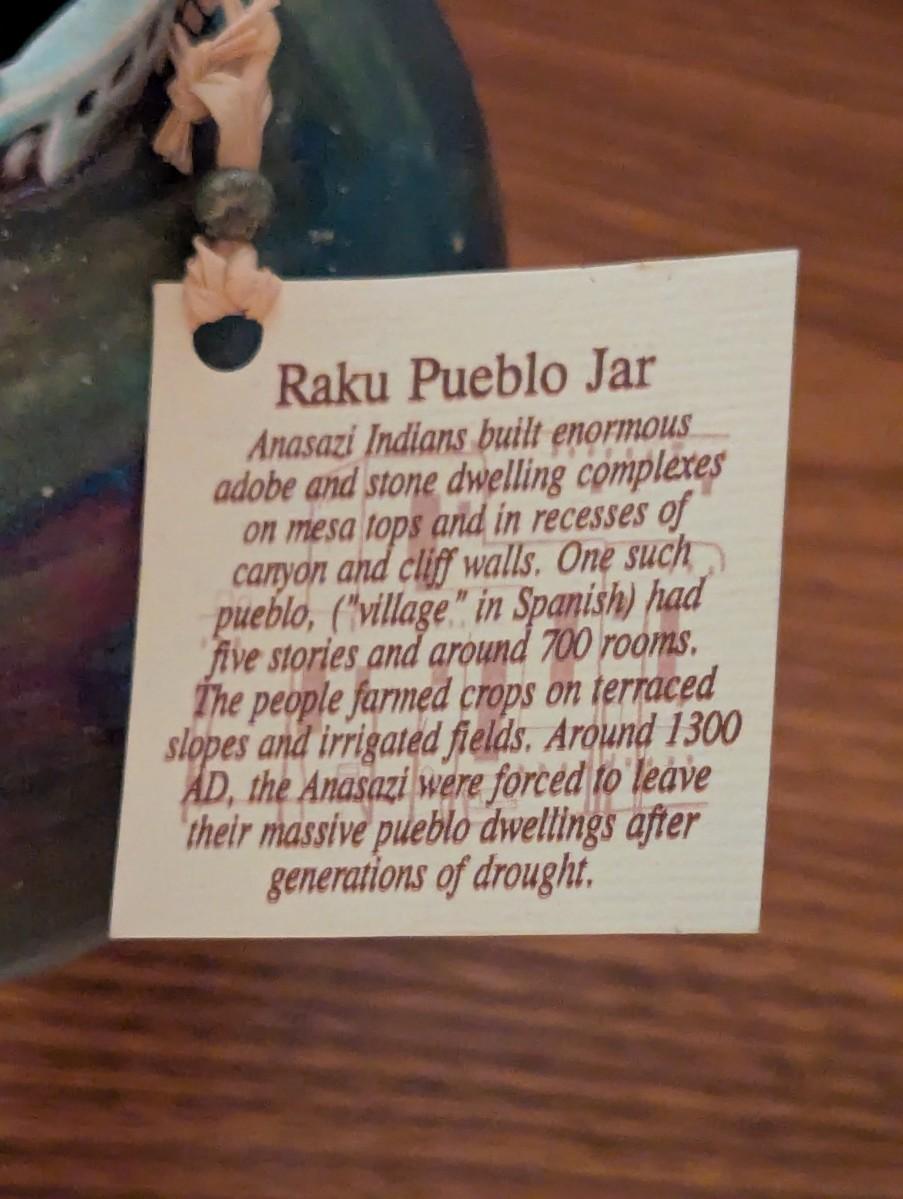 Raku Pueblo Jar
Anasazi Indians built enormous
adobe and stone dwelling complexes
on mesa tops and in recesses of
canyon and cliff walls. One such
pueblo, ("village" in Spanish) had
five stories and around 700 rooms.
The people farmed crops on terraced
slopes and irrigated fields. Around 1300
AD, the Anasazi were forced to leave
their massive pueblo dwellings after
generations of drought.